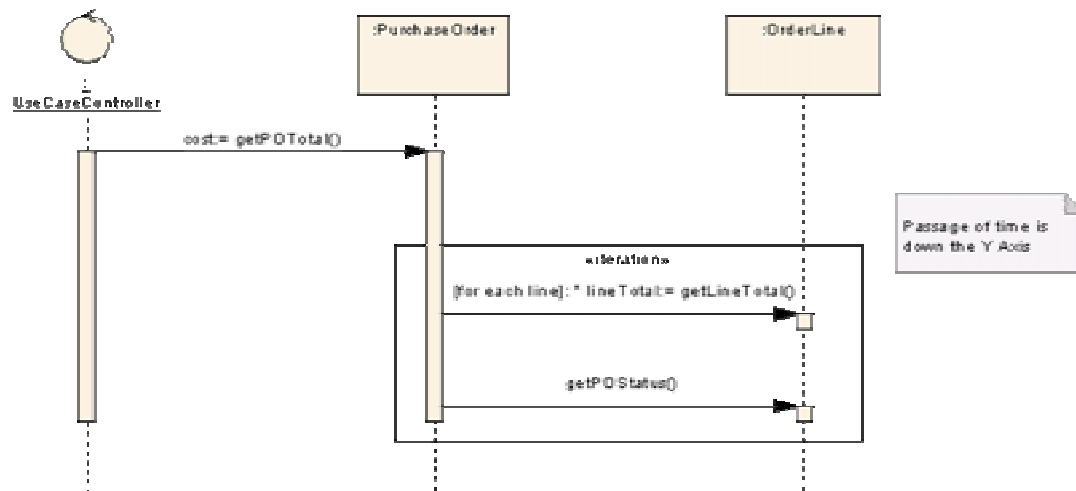 :PurchaseOrder
:OrderLine
UseCaseController
cost:= getPOTotal()
Passage of time is
down the Y Axis
«iteration»
[for each line]: * lineTotal:= getLineTotal()
getPOStatus()